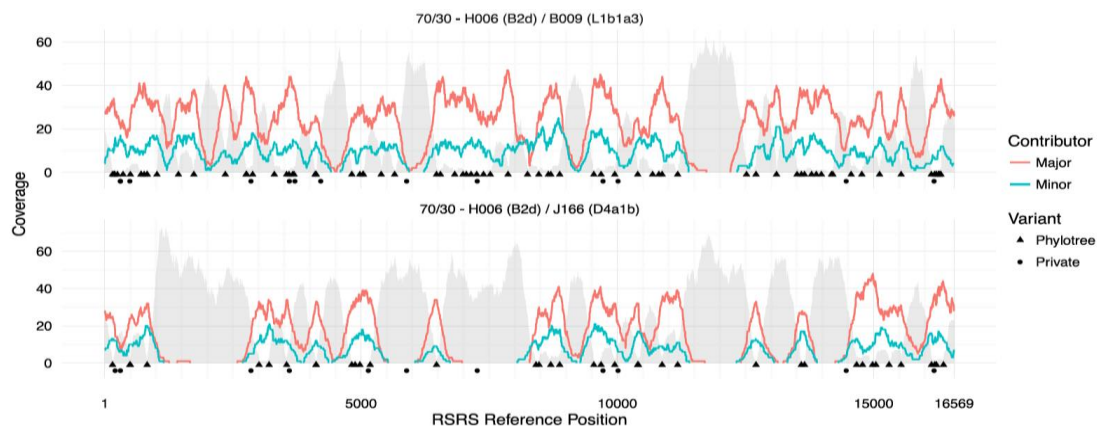 70/30 - H006 (B2d) / B009 (L1b1a3)
60
40
20
0
Coverage
70/30 - H006 (B2d) / J166 (D4a1b)
60
40
20
0
1
5000
10000
15000
16569
RSRS Reference Position
Contributor
Major
Minor
Variant
Phylotree
Private